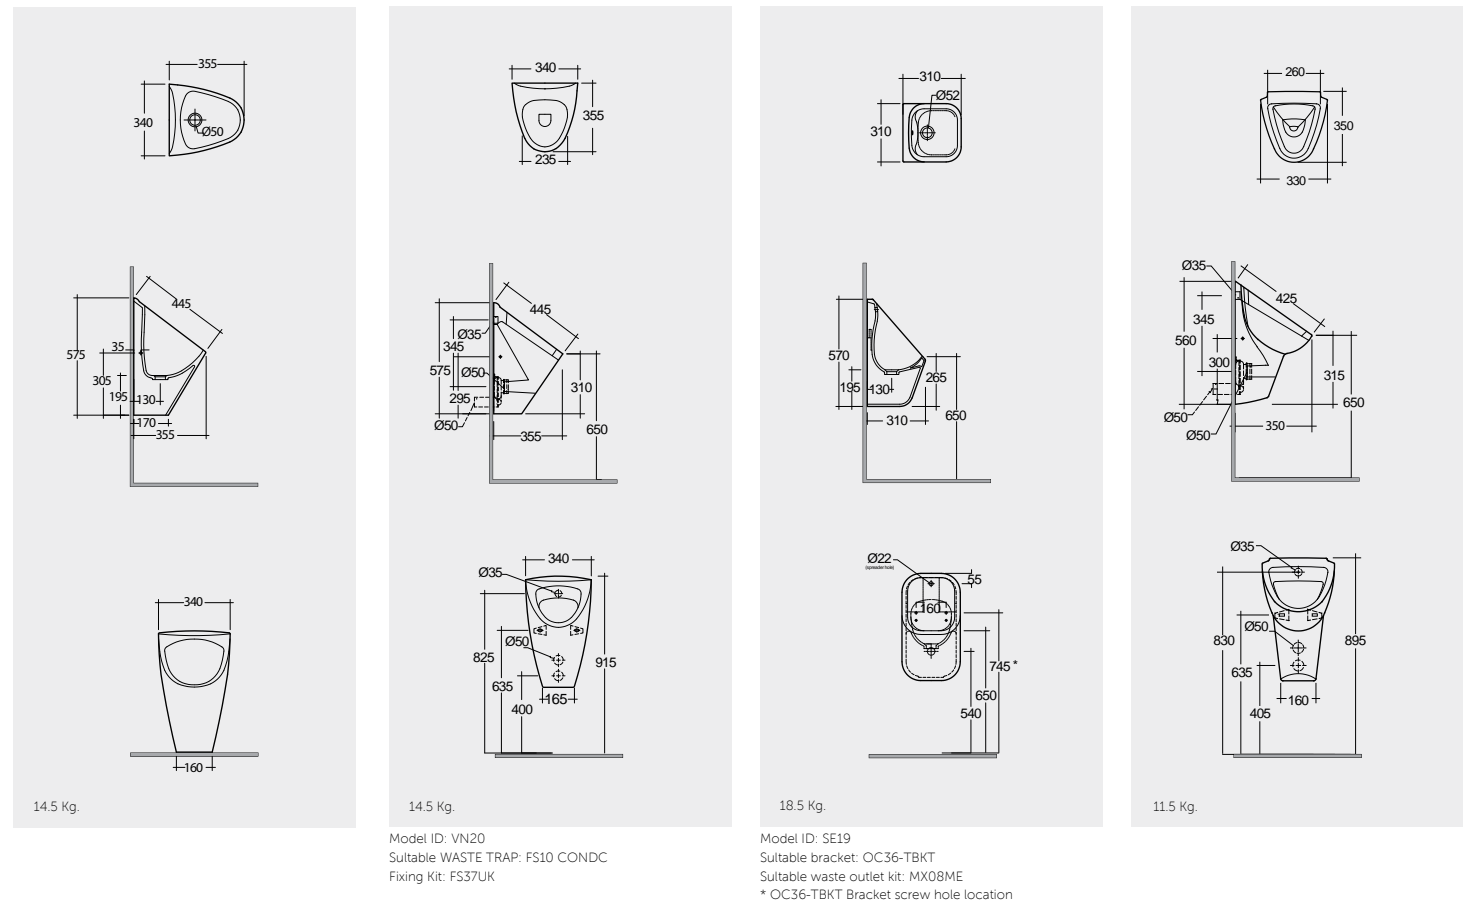 355
340
Ø50
445
575
35
305
195
130
170
355
340
160
14.5 Kg.
340
355
235
445
Ø35
345
575
Ø50
295
310
Ø50
355
650
340
Ø35
Ø50
825
915
635
165
400
14.5 Kg.
Model ID: VN20
Sultable WASTE TRAP: FS10 CONDC
Fixing Kit: FS37UK
310
Ø52
310
570
195
130
265
310
650
Ø22
(spreader hole)
55
160
745 *
650
540
18.5 Kg.
Model ID: SE19
Sultable bracket: OC36-TBKT
Sultable waste outlet kit: MX08ME
* OC36-TBKT Bracket screw hole location
260
350
330
Ø35
425
345
560
300
315
650
Ø50
Ø50
350
Ø35
Ø50
830
895
635
160
405
11.5 Kg.